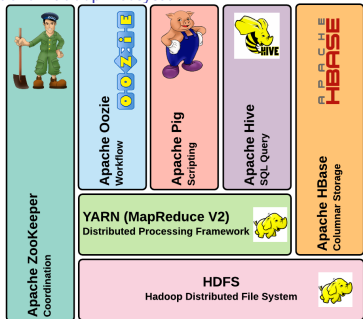 Apache ZooKeeper
Coordination
Apache Oozie
Workflow
OOZIE
Apache Pig
Scripting
HIVE
Apache Hive
SQL Query
APACHE
HBASE
Apache HBase
Columnar Storage
YARN (MapReduce V2)
Distributed Processing Framework
HDFS
Hadoop Distributed File System